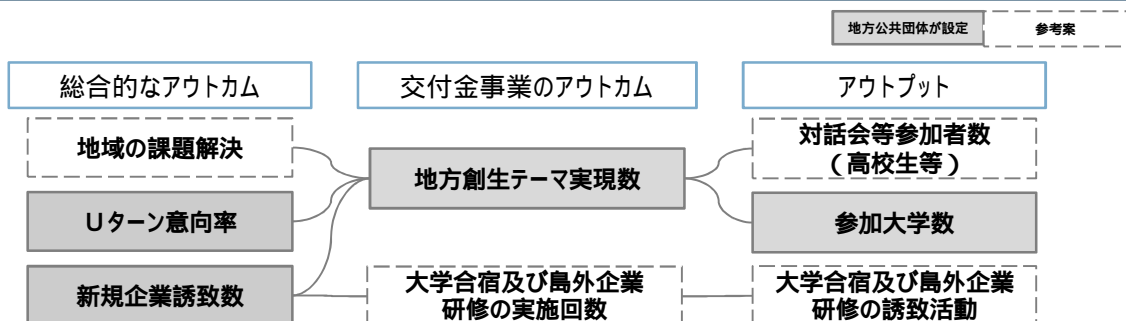 地方公共団体が設定
参考案
総合的なアウトカム
交付金事業のアウトカム
アウトプット
地域の課題解決
Uターン意向率
新規企業誘致数
地方創生テーマ実現数
大学合宿及び島外企業
研修の実施回数
対話会等参加者数
(高校生等)
参加大学数
大学合宿及び島外企業
研修の誘致活動